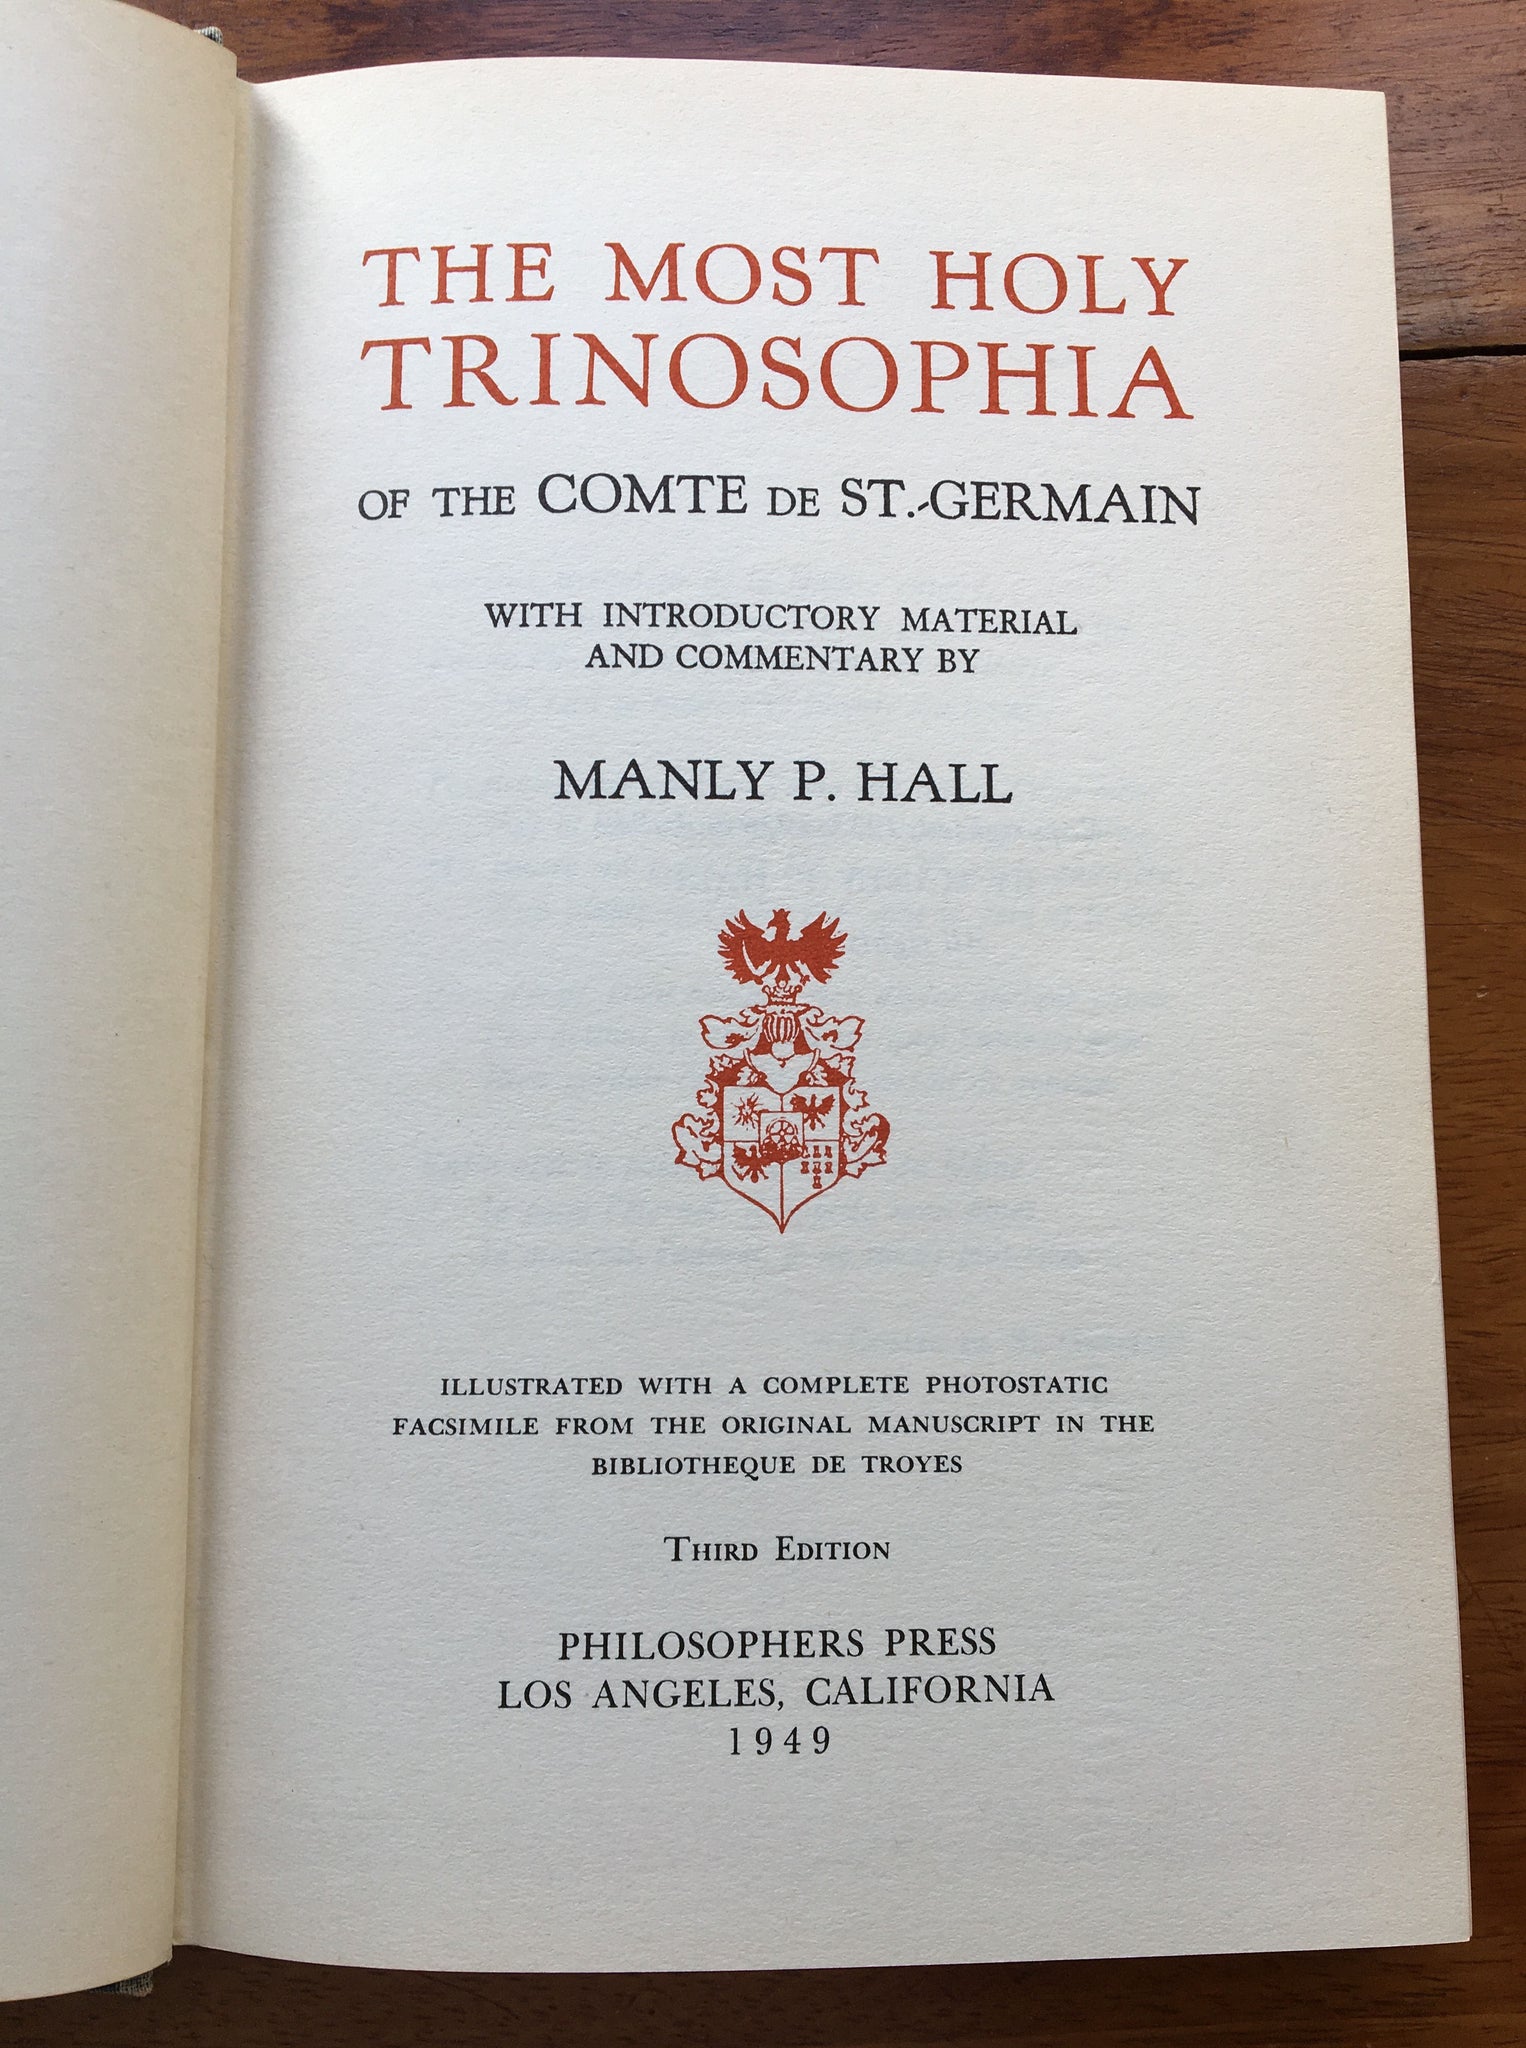 THE MOST HOLY
TRINOSOPHIA
OF THE COMTE DE ST.-GERMAIN
WITH INTRODUCTORY MATERIAL
AND COMMENTARY BY
MANLY P. HALL
ILLUSTRATED WITH A COMPLETE PHOTOSTATIC
FACSIMILE FROM THE ORIGINAL MANUSCRIPT IN THE
BIBLIOTHEQUE DE TROYES
THIRD EDITION
PHILOSOPHERS PRESS
LOS ANGELES, CALIFORNIA
1949